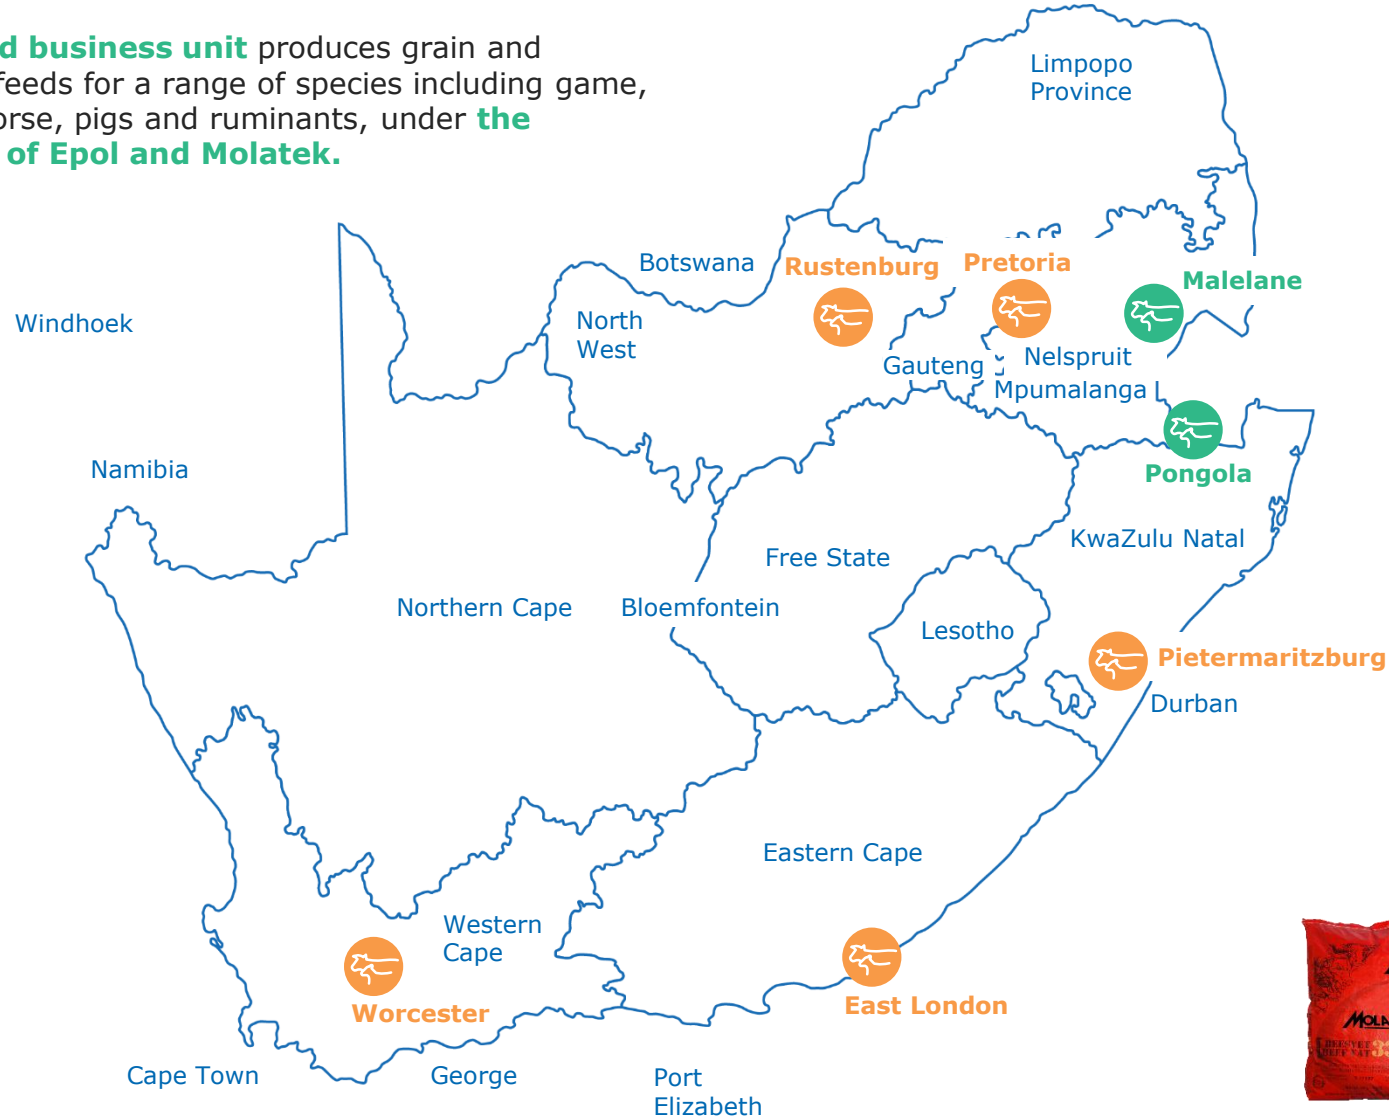 d business unit produces grain and
feeds for a range of species including game,
orse, pigs and ruminants, under the
of Epol and Molatek.
Limpopo
Province
Botswana
Rustenburg
Pretoria
Malelane
Windhoek
North
West
Gauteng
Nelspruit
Mpumalanga
Namibia
Pongola
KwaZulu Natal
Free State
Northern Cape
Bloemfontein
Lesotho
Pietermaritzburg
Durban
Eastern Cape
Western
Cape
Worcester
East London
Cape Town
George
Port
Elizabeth
MOLA
33